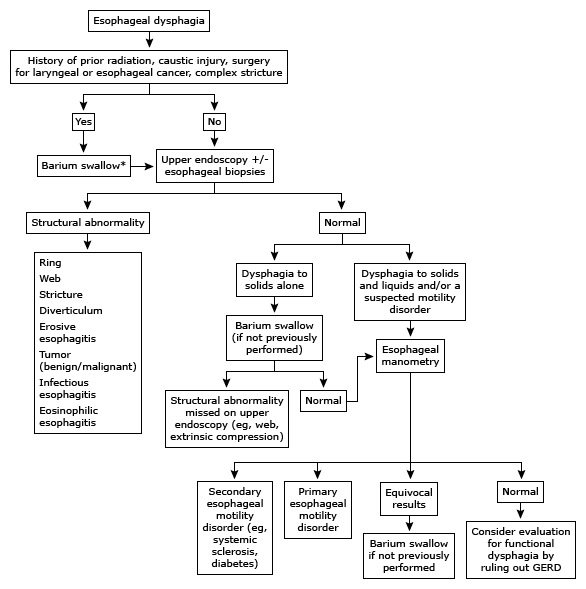 Esophageal dysphagia
History of prior radiation, caustic injury, surgery
for laryngeal or esophageal cancer, complex stricture
Yes
No
Barium swallow*
Upper endoscopy +/-
esophageal biopsies
Structural abnormality
Normal
Ring
Web
Stricture
Diverticulum
Erosive
esophagitis
Tumor
(benign/malignant)
Infectious
esophagitis
Eosinophilic
esophagitis
Dysphagia to
solids alone
Dysphagia to solids
and liquids and/or a
suspected motility
disorder
Barium swallow
(if not previously
performed)
Esophageal
manometry
Structural abnormality
missed on upper
endoscopy (eg, web,
extrinsic compression)
Normal
Secondary
esophageal
motility
disorder (eg,
systemic
sclerosis,
diabetes)
Primary
esophageal
motility
disorder
Equivocal
results
Normal
Barium swallow
if not previously
performed
Consider evaluation
for functional
dysphagia by
ruling out GERD